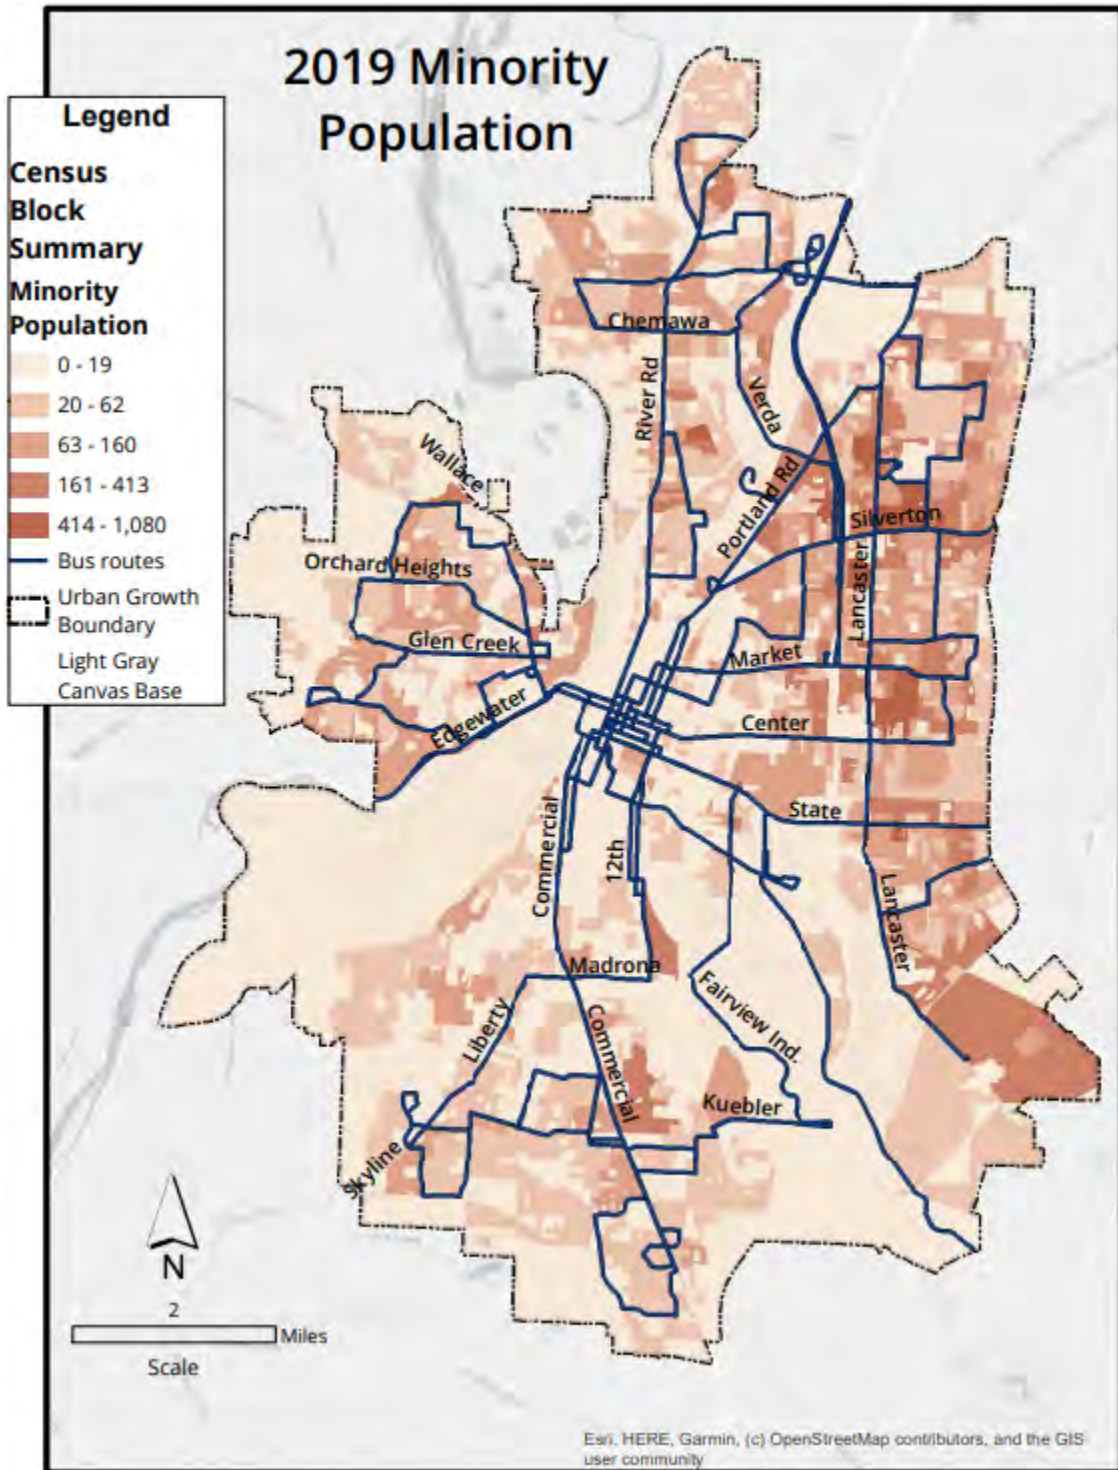 2019 Minority
Population
Legend
Census
Block
Summary
Minority
Population
0 - 19
20 - 62
63 - 160
161 - 413
414 - 1,080
Bus routes
Urban Growth
Boundary
Light Gray
Canvas Base
Chemawa
River Rd
Verda
Portland Rd
Wallace
Orchard Heights
Glen Creek
Edgewater
Silverton
Lancaster
Market
Center
State
Commercial
12th
Lancaster
Madrona
Fairview Ind.
Liberty
Commercial
Kuebler
Skyline
N
2
Miles
Scale
Esri, HERE, Garmin, (c) OpenStreetMap contributors, and the GIS
user community